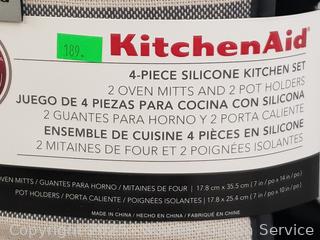 189.
KitchenAid®
4-PIECE SILICONE KITCHEN SET
2 OVEN MITTS AND 2 POT HOLDERS
JUEGO DE 4 PIEZAS PARA COCINA CON SILICONA
2 GUANTES PARA HORNO Y 2 PORTA CALIENTE
ENSEMBLE DE CUISINE 4 PIÈCES EN SILICONE
2 MITAINES DE FOUR ET 2 POIGNÉES ISOLANTES
OVEN MITTS / GUANTES PARA HORNO / MITAINES DE FOUR | 17.8 cm x 35.5 cm (7 in / po x 14 in / po)
POT HOLDERS / PORTA CALIENTE / POIGNÉES ISOLANTES | 17.8 x 25.4 cm (7 in / po x 10 in / po)
MADE IN CHINA / HECHO EN CHINA / FABRIQUÉ EN CHINE